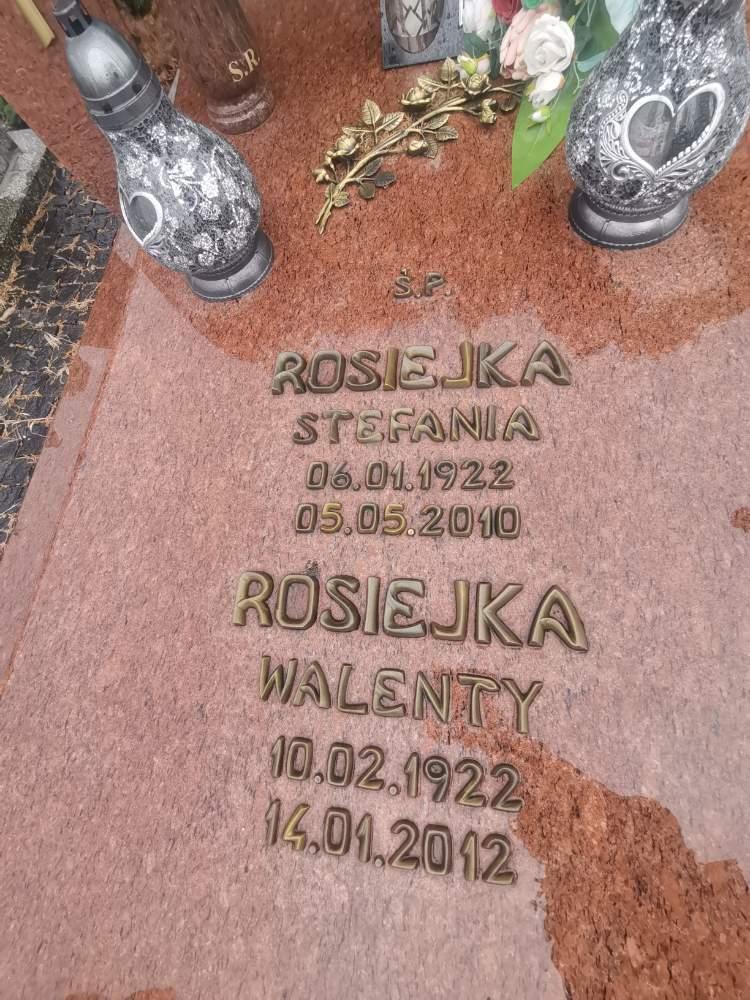 S.R.
Ś.P.
ROSIEJKA
STEFANIA
06.01.1922
05.05.2010
ROSIEJKA
WALENTY
10.02.1922
14.01.2012